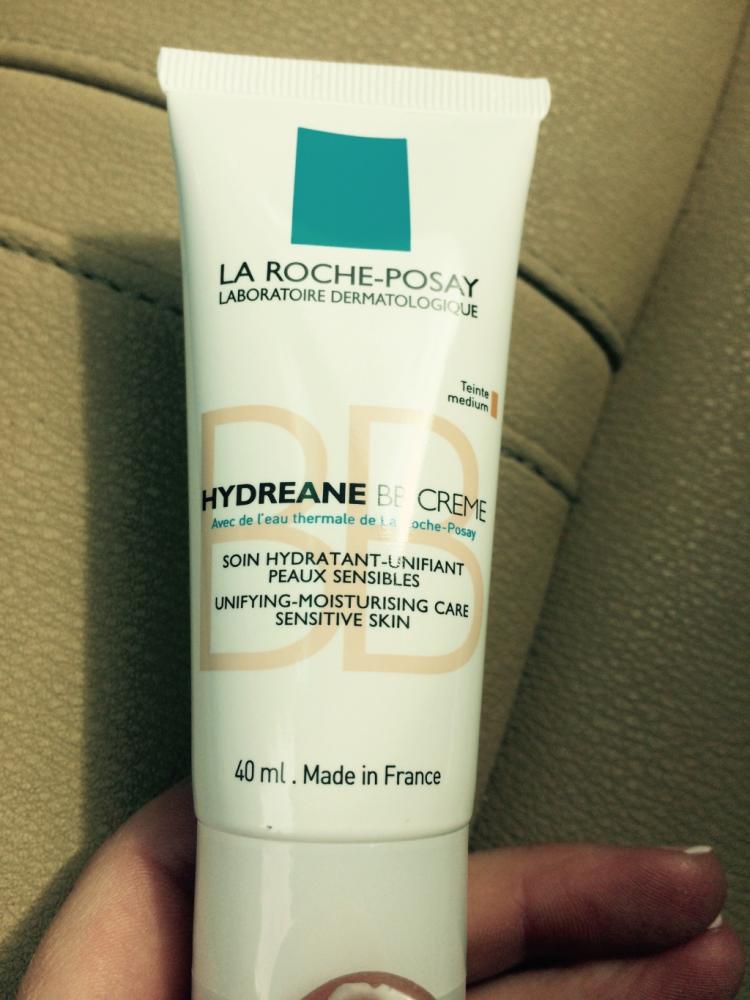 LA ROCHE-POSAY
LABORATOIRE DERMATOLOGIQUE
Teinte
medium
BB
HYDREANE BB CREME
Avec de l'eau thermale de La Roche-Posay
SOIN HYDRATANT-UNIFIANT
PEAUX SENSIBLES
UNIFYING-MOISTURISING CARE
SENSITIVE SKIN
40 ml . Made in France